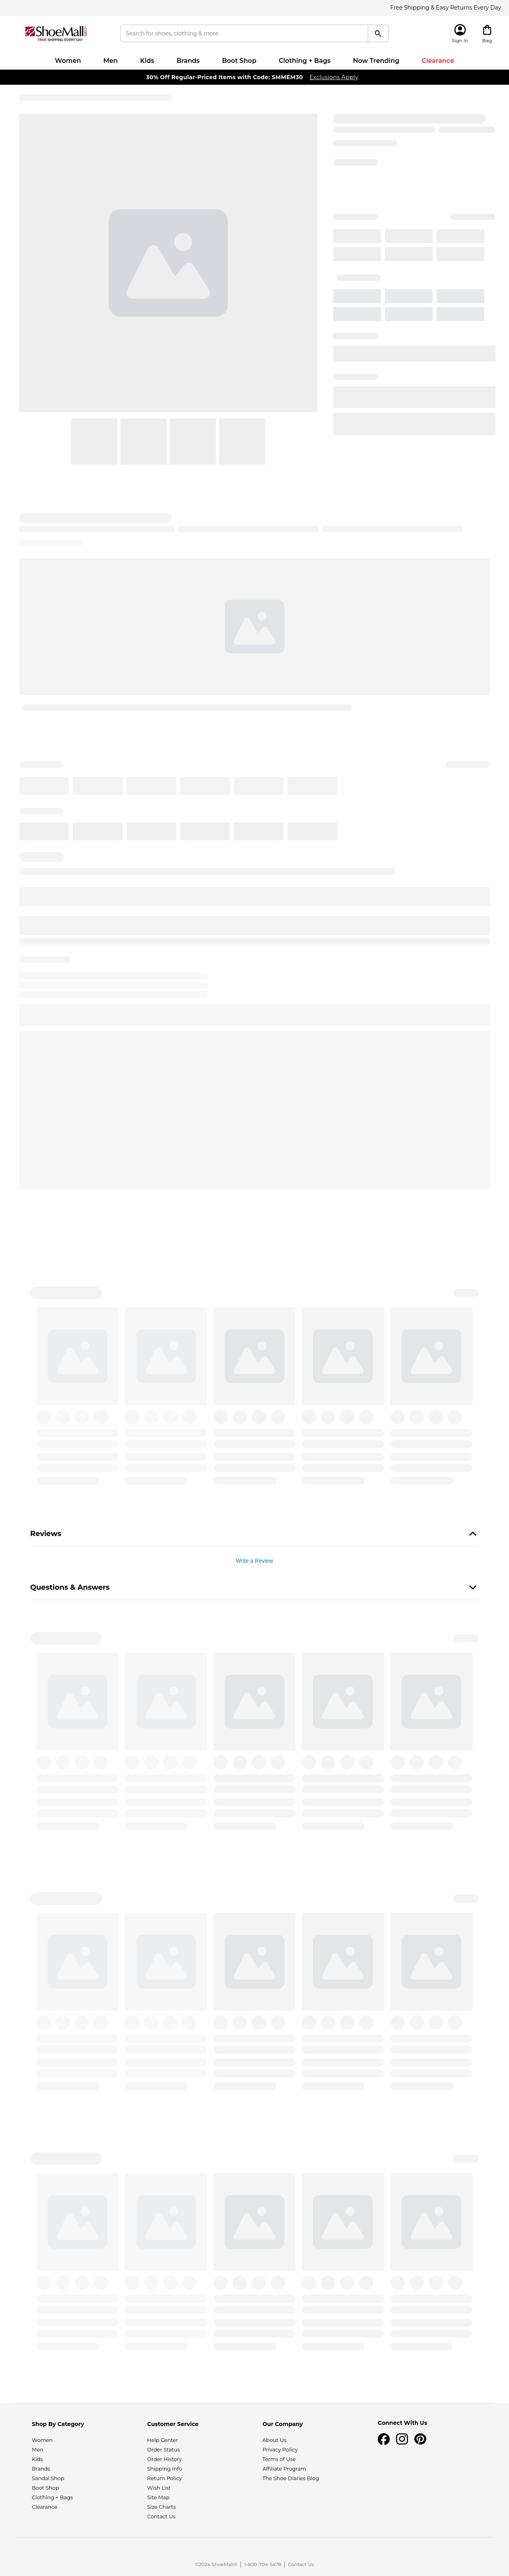 Free Shipping & Easy Returns Every Day
ShoeMall
FREE SHIPPING EVERY DAY
Search for shoes, clothing & more
Sign In
Bag
Women Men Kids Brands Boot Shop Clothing + Bags Now Trending Clearance
30% Off Regular-Priced Items with Code: SMMEM30 Exclusions Apply
Reviews
Write a Review
Questions & Answers
Shop By Category
Women
Men
Kids
Brands
Sandal Shop
Boot Shop
Clothing + Bags
Clearance
Customer Service
Help Center
Order Status
Order History
Shipping Info
Return Policy
Wish List
Site Map
Size Charts
Contact Us
Our Company
About Us
Privacy Policy
Terms of Use
Affiliate Program
The Shoe Diaries Blog
Connect With Us
©2024 ShoeMall® | 1-800-704-5478 | Contact Us